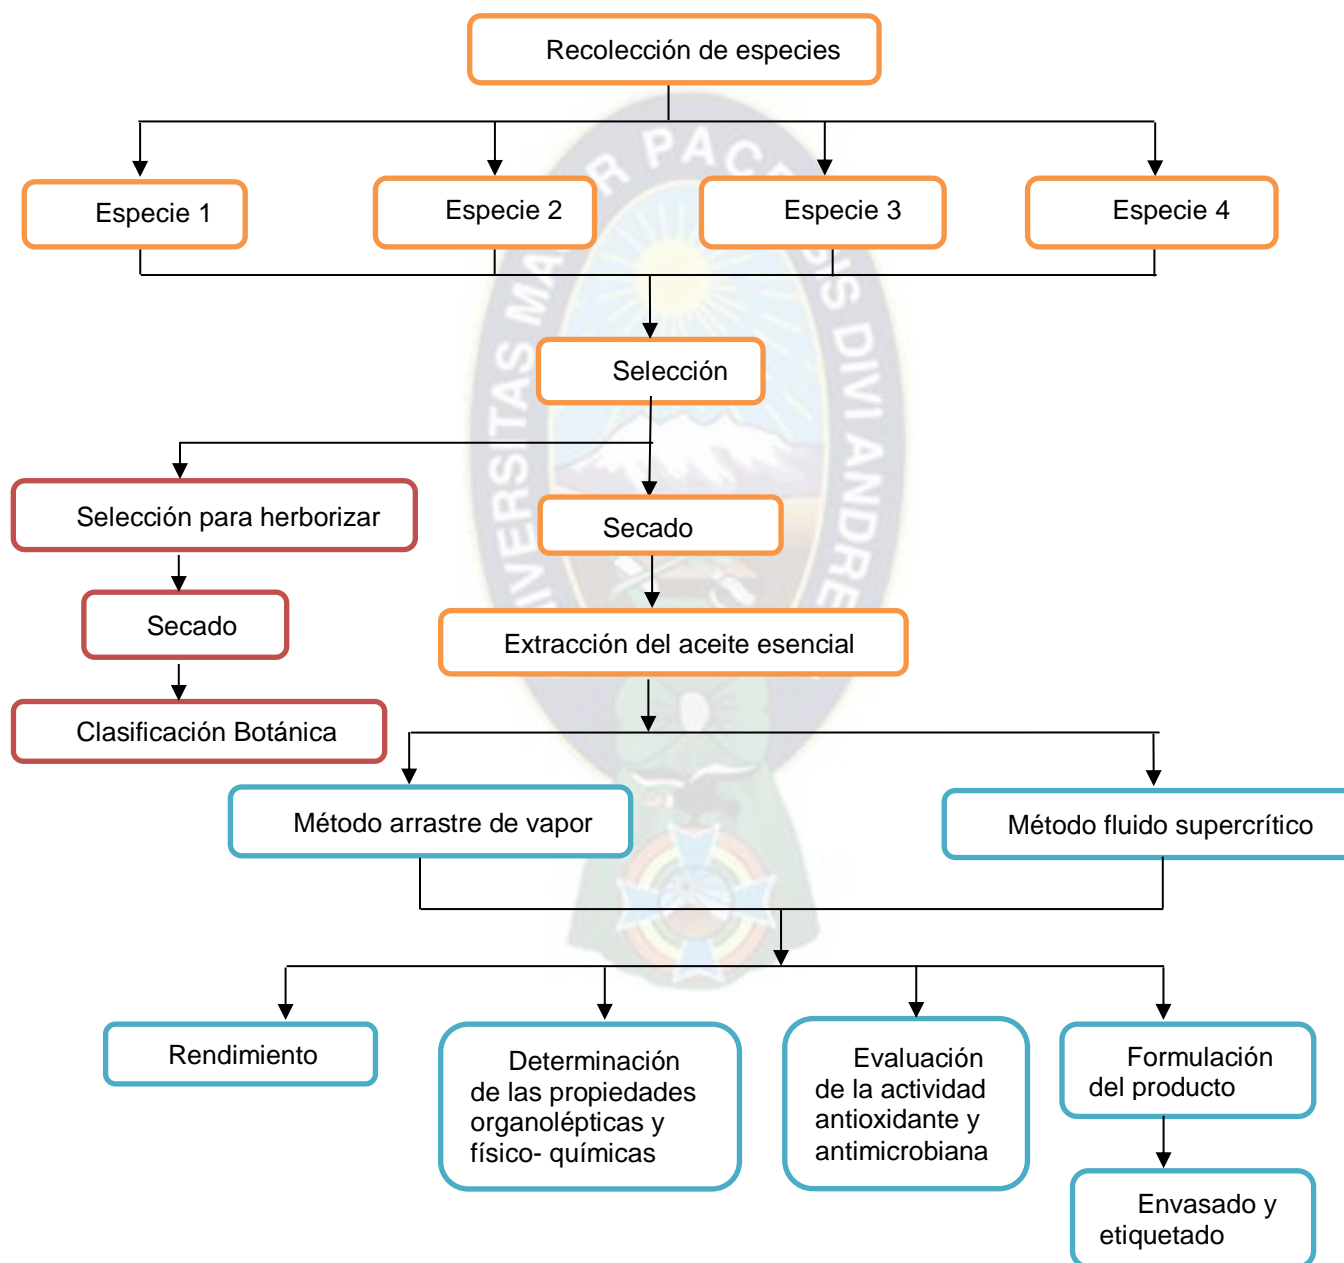 Recolección de especies
Especie 1
Especie 2
Especie 3
Especie 4
Selección
Selección para herborizar
Secado
Secado
Extracción del aceite esencial
Clasificación Botánica
Método arrastre de vapor
Método fluido supercrítico
Rendimiento
Determinación
de las propiedades
organolépticas y
físico- químicas
Evaluación
de la actividad
antioxidante y
antimicrobiana
Formulación
del producto
Envasado y
etiquetado
DIVI ANDRE